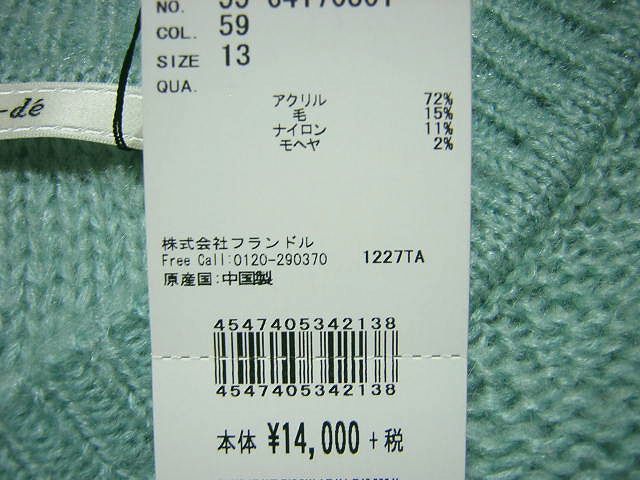 NO.
COL. 59
SIZE 13
QUA.
アクリル 72%
毛 15%
ナイロン 11%
モヘヤ 2%
-dé
株式会社フランドル
Free Call:0120-290370 1227TA
原産国:中国製
4547405342138
4547405342138
本体 ¥14,000 +税